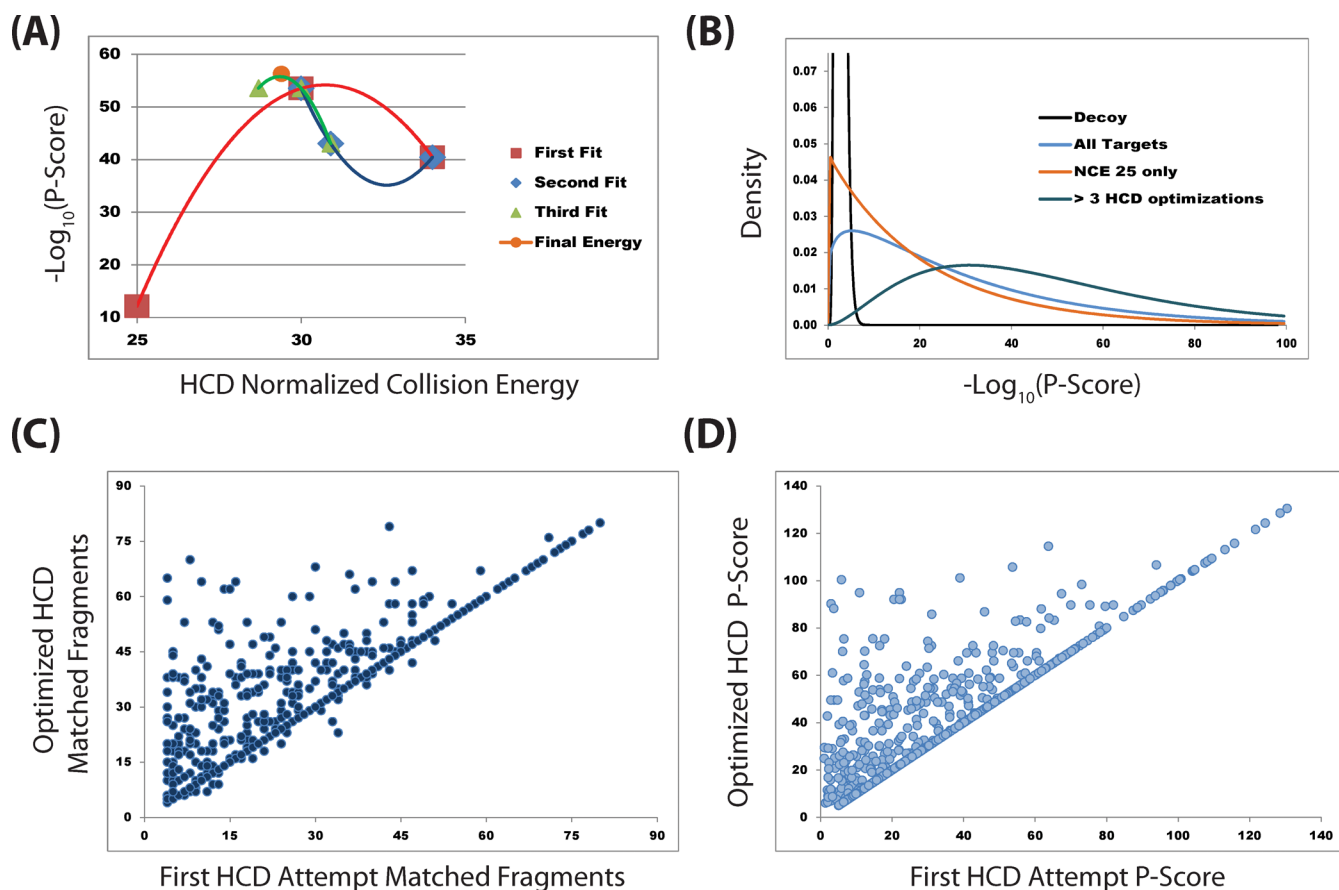 (A)
60
50
40
30
20
10
25
30
35
-Log10(P-Score)
HCD Normalized Collision Energy
First Fit
Second Fit
Third Fit
Final Energy
(B)
0.07
0.06
0.05
0.04
0.03
0.02
0.01
0.00
0
20
40
60
80
100
Density
-Log10(P-Score)
Decoy
All Targets
NCE 25 only
> 3 HCD optimizations
(C)
90
75
60
45
30
15
0
0
15
30
45
60
75
90
Optimized HCD
Matched Fragments
First HCD Attempt Matched Fragments
(D)
140
120
100
80
60
40
20
0
0
20
40
60
80
100
120
140
Optimized HCD P-Score
First HCD Attempt P-Score